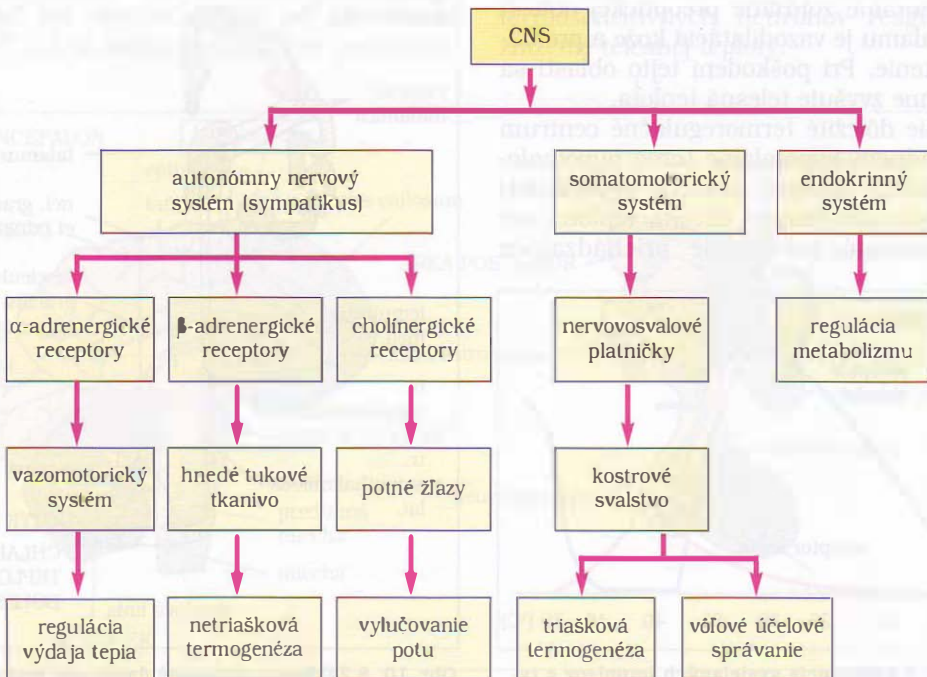 CNS
autonómny nervový
systém (sympatikus)
somatomotorický
systém
endokrinný
systém
α-adrenergické
receptory
β-adrenergické
receptory
cholínergické
receptory
nervovosvalové
platničky
regulácia
metabolizmu
vazomotorický
systém
hnedé tukové
tkanivo
potné žľazy
kostrové
svalstvo
regulácia
výdaja tepla
netriašková
termogenéza
vylučovanie
potu
triašková
termogenéza
vôľové účelové
správanie